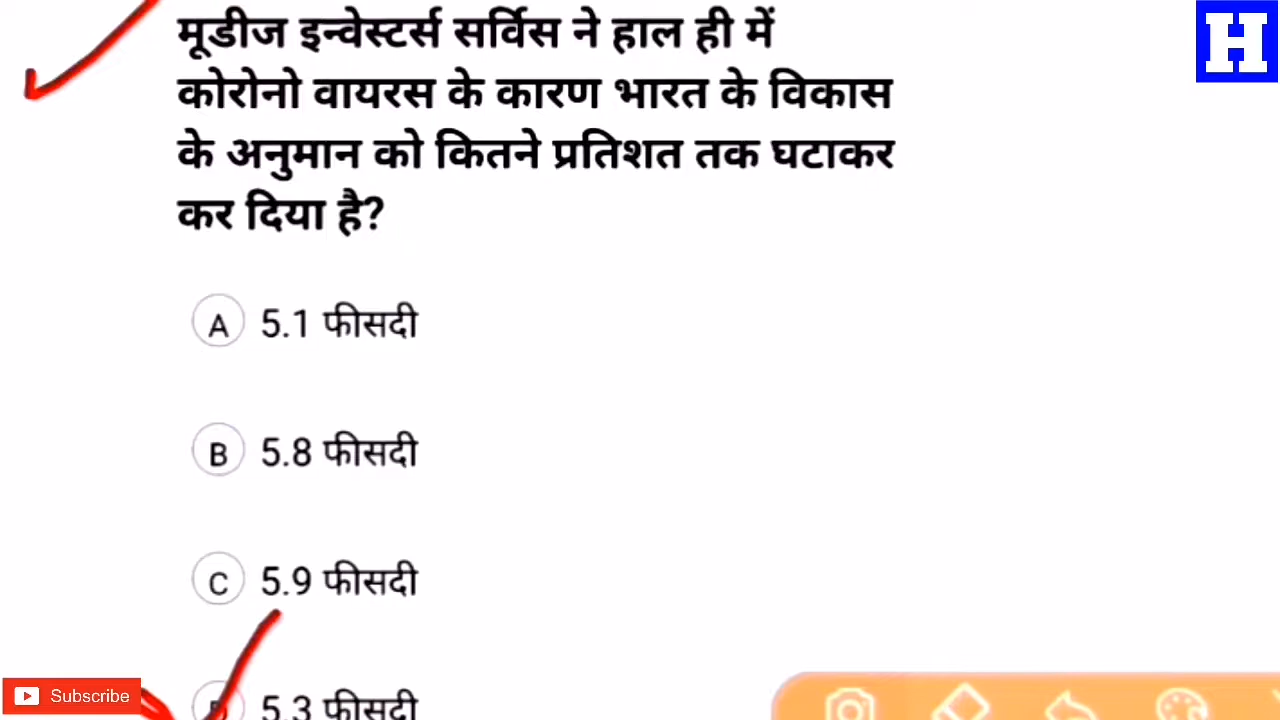 मूडीज इन्वेस्टर्स सर्विस ने हाल ही में
कोरोनो वायरस के कारण भारत के विकास
के अनुमान को कितने प्रतिशत तक घटाकर
कर दिया है?
A 5.1 फीसदी
B 5.8 फीसदी
C 5.9 फीसदी
D 5.3 फीसदी
Subscribe
H